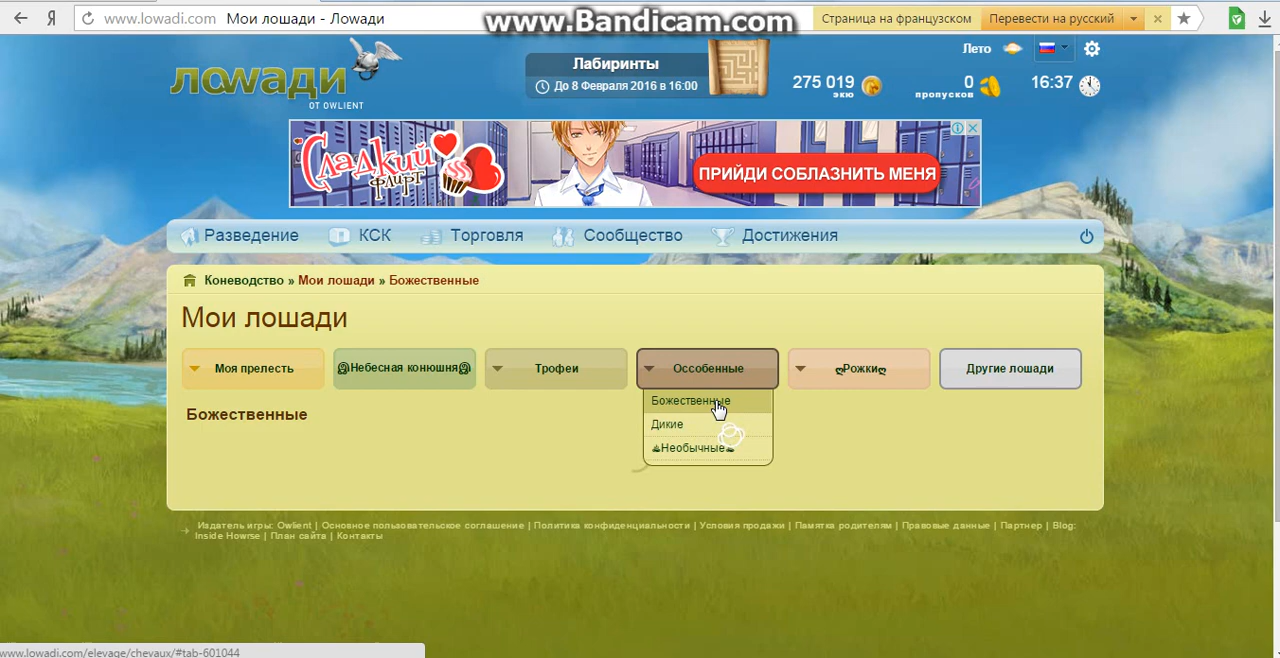 www.lowadi.com Мои лошади - Ловади
www.Bandicam.com
Страница на французском
Перевести на русский
ЛОWАДИ
ОТ OWLIENT
Лабиринты
До 8 Февраля 2016 в 16:00
Лето
275 019
экю
0
пропусков
16:37
Сладкий
флирт
ПРИЙДИ СОБЛАЗНИТЬ МЕНЯ
Разведение КСК Торговля Сообщество Достижения
Коневодство » Мои лошади » Божественные
Мои лошади
Моя прелесть
Небесная конюшня
Трофеи
Оссобенные
ღРожкиღ
Другие лошади
Божественные
Божественные
Дикие
Необычные
Издатель игры: Owlient | Основное пользовательское соглашение | Политика конфиденциальности | Условия продажи | Памятка родителям | Правовые данные | Партнер | Blog:
Inside Howrse | План сайта | Контакты
www.lowadi.com/elevage/chevaux/#tab-601044